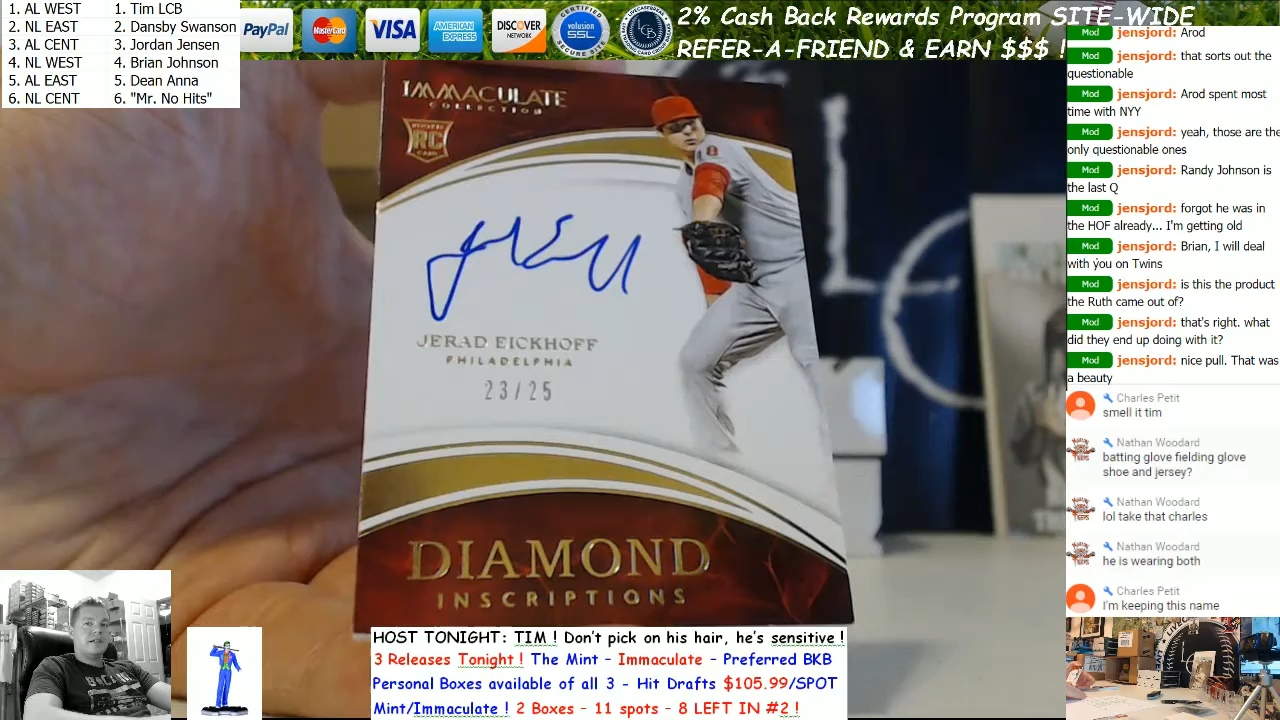 1. AL WEST
2. NL EAST
3. AL CENT
4. NL WEST
5. AL EAST
6. NL CENT
1. Tim LCB
2. Dansby Swanson
3. Jordan Jensen
4. Brian Johnson
5. Dean Anna
6. "Mr. No Hits"
PayPal
MasterCard
VISA
AMERICAN EXPRESS
DISCOVER
NETWORK
CERTIFIED
volusion
SSL
SECURE SITE
LCB
2% Cash Back Rewards Program SITE-WIDE
REFER-A-FRIEND & EARN $$$ !
IMMACULATE
COLLECTION
RC
18
JERAD EICKHOFF
PHILADELPHIA
23/25
DIAMOND
INSCRIPTIONS
Mod jensjord: Arod
Mod jensjord: that sorts out the
questionable
Mod jensjord: Arod spent most
time with NYY
Mod jensjord: yeah, those are the
only questionable ones
Mod jensjord: Randy Johnson is
the last Q
Mod jensjord: forgot he was in
the HOF already... I'm getting old
Mod jensjord: Brian, I will deal
with you on Twins
Mod jensjord: is this the product
the Ruth came out of?
Mod jensjord: that's right. what
did they end up doing with it?
Mod jensjord: nice pull. That was
a beauty
Charles Petit
smell it tim
Nathan Woodard
batting glove fielding glove
shoe and jersey?
Nathan Woodard
lol take that charles
Nathan Woodard
he is wearing both
Charles Petit
I'm keeping this name
HOST TONIGHT: TIM ! Don't pick on his hair, he's sensitive !
3 Releases Tonight ! The Mint – Immaculate – Preferred BKB
Personal Boxes available of all 3 - Hit Drafts $105.99/SPOT
Mint/Immaculate ! 2 Boxes - 11 spots - 8 LEFT IN #2 !